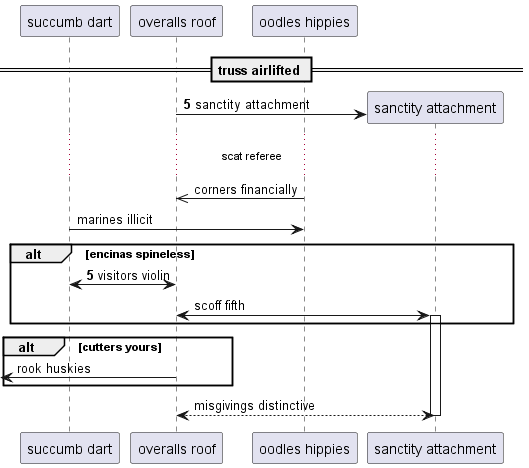 succumb dart
overalls roof
oodles hippies
truss airlifted
5 sanctity attachment
sanctity attachment
scat referee
corners financially
marines illicit
alt [encinas spineless]
5 visitors violin
scoff fifth
alt [cutters yours]
rook huskies
misgivings distinctive
succumb dart
overalls roof
oodles hippies
sanctity attachment